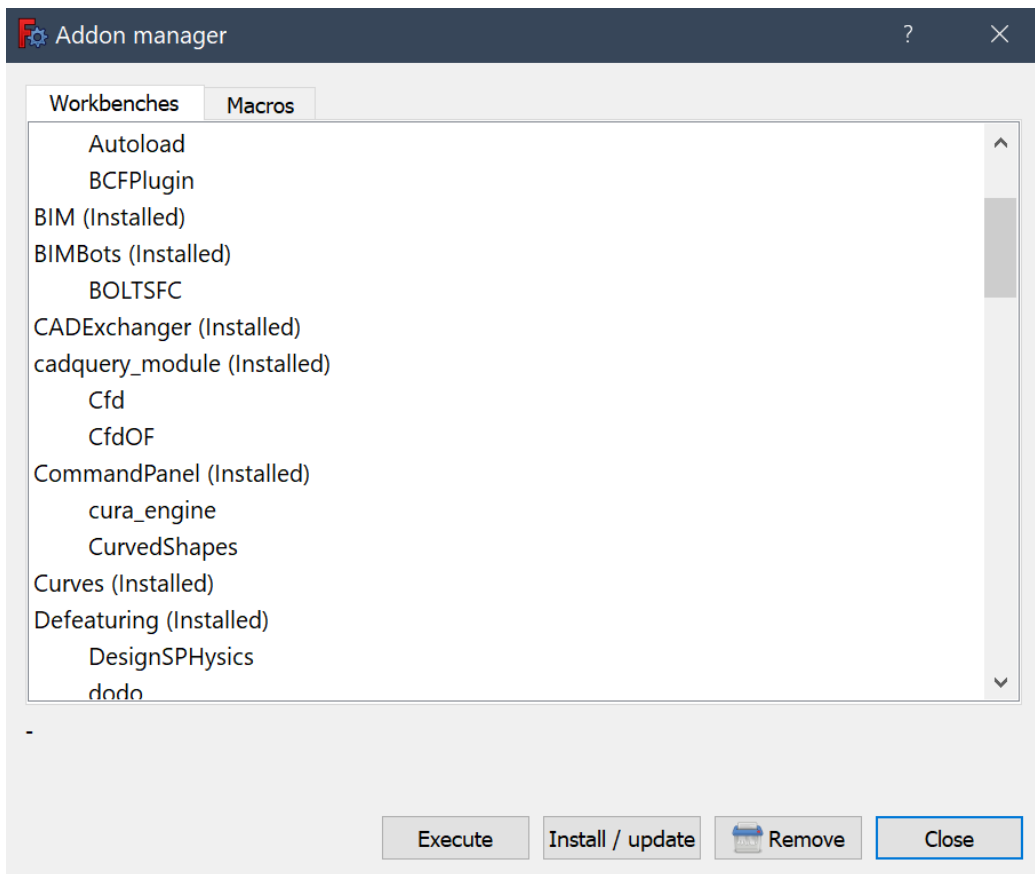 Addon manager
Workbenches Macros
Autoload
BCFPlugin
BIM (Installed)
BIMBots (Installed)
BOLTSFC
CADExchanger (Installed)
cadquery_module (Installed)
Cfd
CfdOF
CommandPanel (Installed)
cura_engine
CurvedShapes
Curves (Installed)
Defeaturing (Installed)
DesignSPHysics
dodo
-
Execute Install / update Remove Close